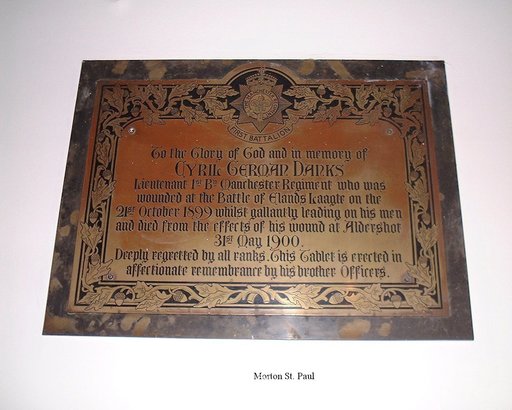 FIRST BATTALION
To the Glory of God and in memory of
CYRIL GERMAN DANKS
Lieutenant 1st Bn Manchester Regiment who was
wounded at the Battle of Elands Laagte on the
21st October 1899 whilst gallantly leading on his men
and died from the effects of his wound at Aldershot
31st May 1900.
Deeply regretted by all ranks. This Tablet is erected in
affectionate remembrance by his brother Officers.
Morton St. Paul